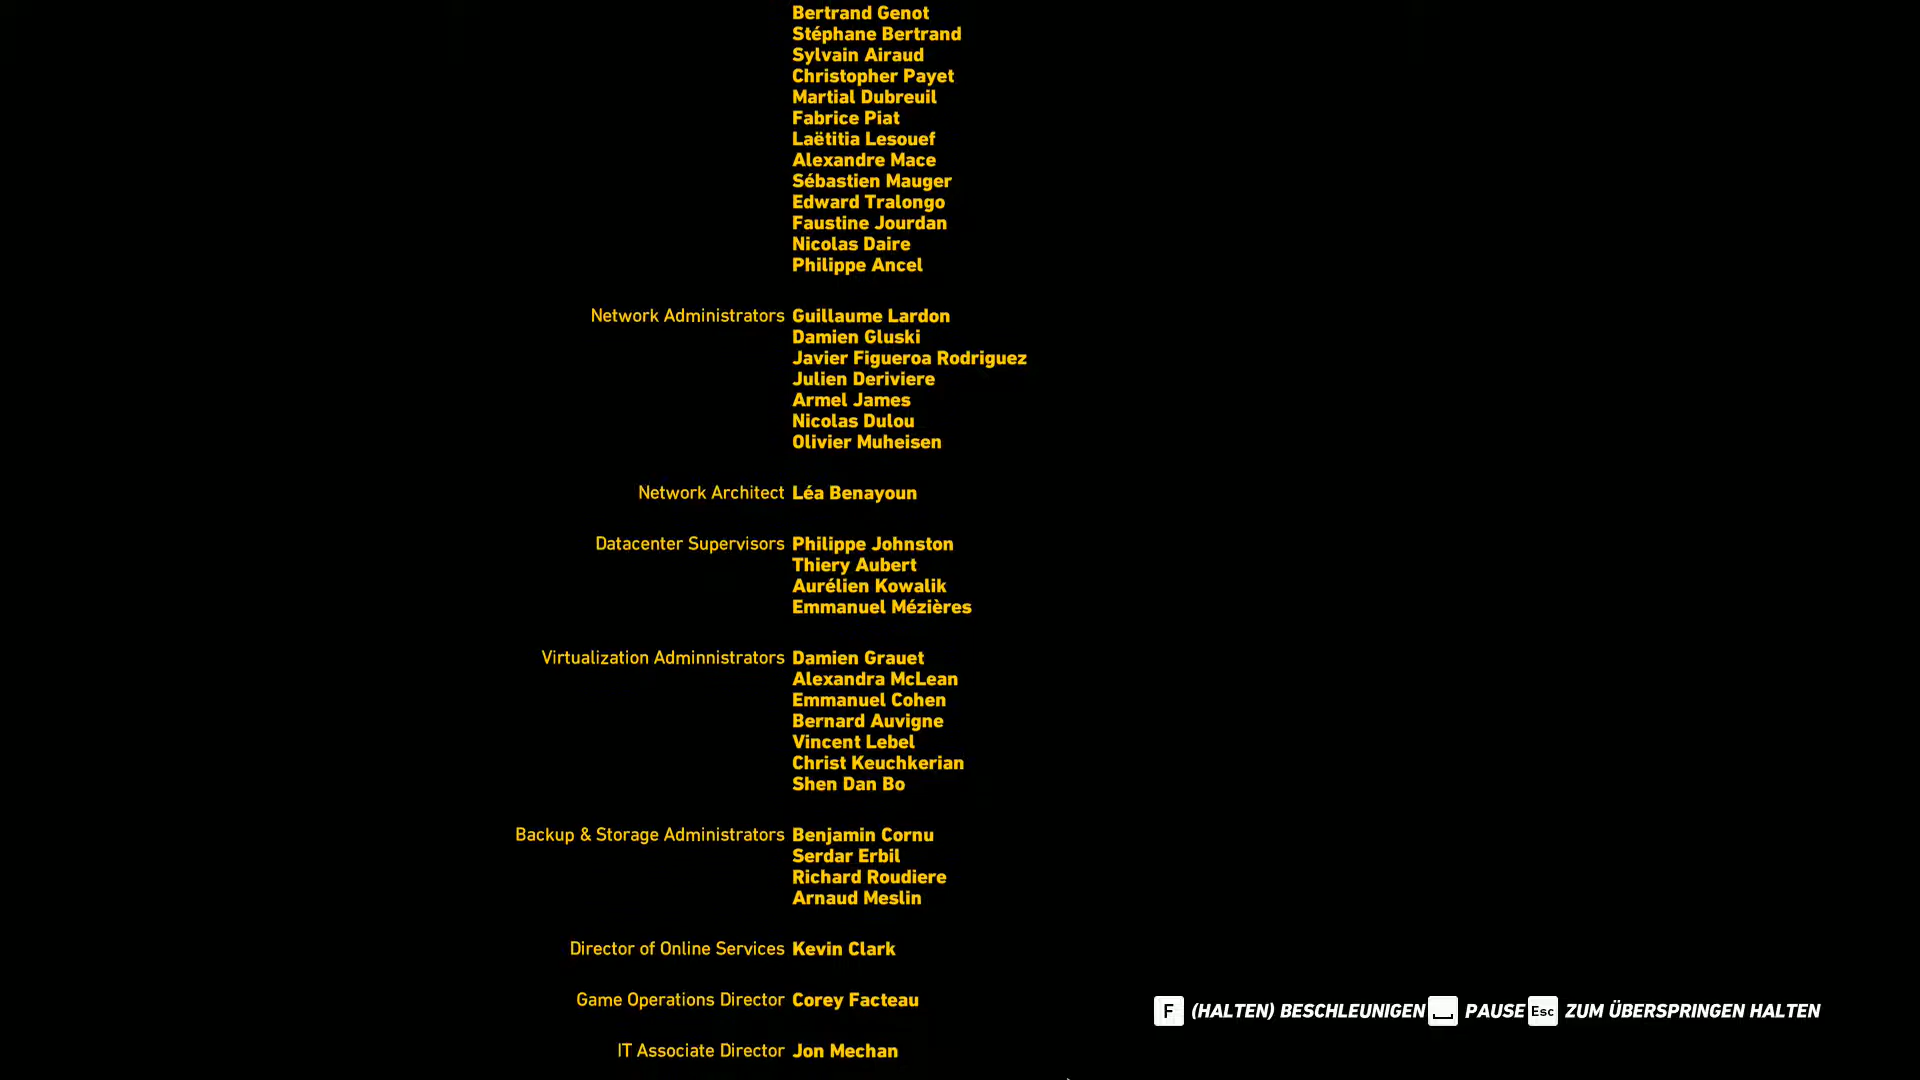 Bertrand Genot
Stéphane Bertrand
Sylvain Airaud
Christopher Payet
Martial Dubreuil
Fabrice Piat
Laëtitia Lesouef
Alexandre Mace
Sébastien Mauger
Edward Tralongo
Faustine Jourdan
Nicolas Daire
Philippe Ancel
Network Administrators Guillaume Lardon
Damien Gluski
Javier Figueroa Rodriguez
Julien Deriviere
Armel James
Nicolas Dulou
Olivier Muheisen
Network Architect Léa Benayoun
Datacenter Supervisors Philippe Johnston
Thiery Aubert
Aurélien Kowalik
Emmanuel Mézières
Virtualization Adminnistrators Damien Grauet
Alexandra McLean
Emmanuel Cohen
Bernard Auvigne
Vincent Lebel
Christ Keuchkerian
Shen Dan Bo
Backup & Storage Administrators Benjamin Cornu
Serdar Erbil
Richard Roudiere
Arnaud Meslin
Director of Online Services Kevin Clark
Game Operations Director Corey Facteau
IT Associate Director Jon Mechan
F (HALTEN) BESCHLEUNIGEN PAUSE Esc ZUM ÜBERSPRINGEN HALTEN